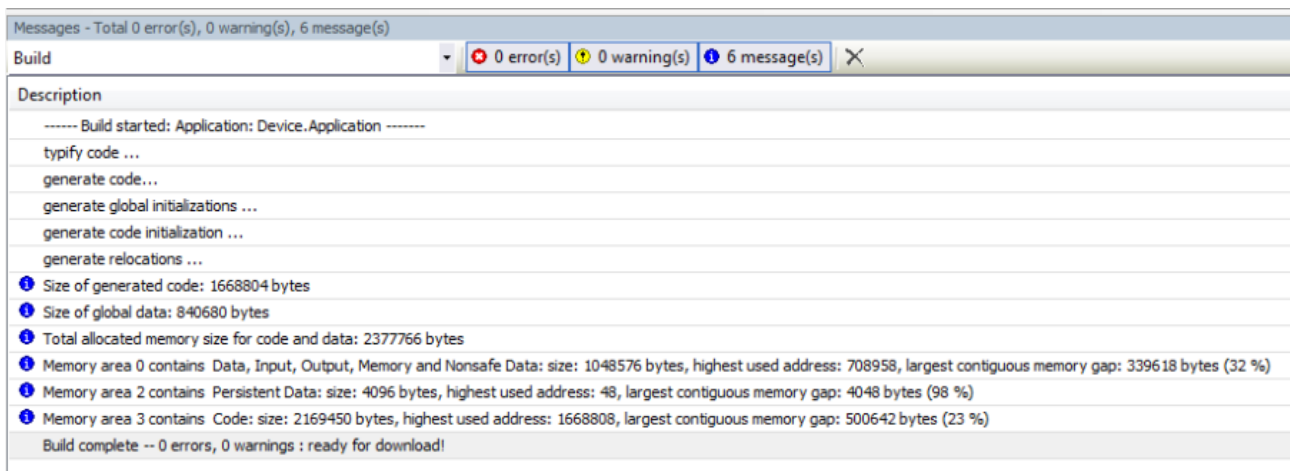 Messages - Total 0 error(s), 0 warning(s), 6 message(s)
Build 0 error(s) 0 warning(s) 6 message(s)
Description
------ Build started: Application: Device.Application -------
typify code ...
generate code...
generate global initializations ...
generate code initialization ...
generate relocations ...
Size of generated code: 1668804 bytes
Size of global data: 840680 bytes
Total allocated memory size for code and data: 2377766 bytes
Memory area 0 contains  Data, Input, Output, Memory and Nonsafe Data: size: 1048576 bytes, highest used address: 708958, largest contiguous memory gap: 339618 bytes (32 %)
Memory area 2 contains  Persistent Data: size: 4096 bytes, highest used address: 48, largest contiguous memory gap: 4048 bytes (98 %)
Memory area 3 contains  Code: size: 2169450 bytes, highest used address: 1668808, largest contiguous memory gap: 500642 bytes (23 %)
Build complete -- 0 errors, 0 warnings : ready for download!